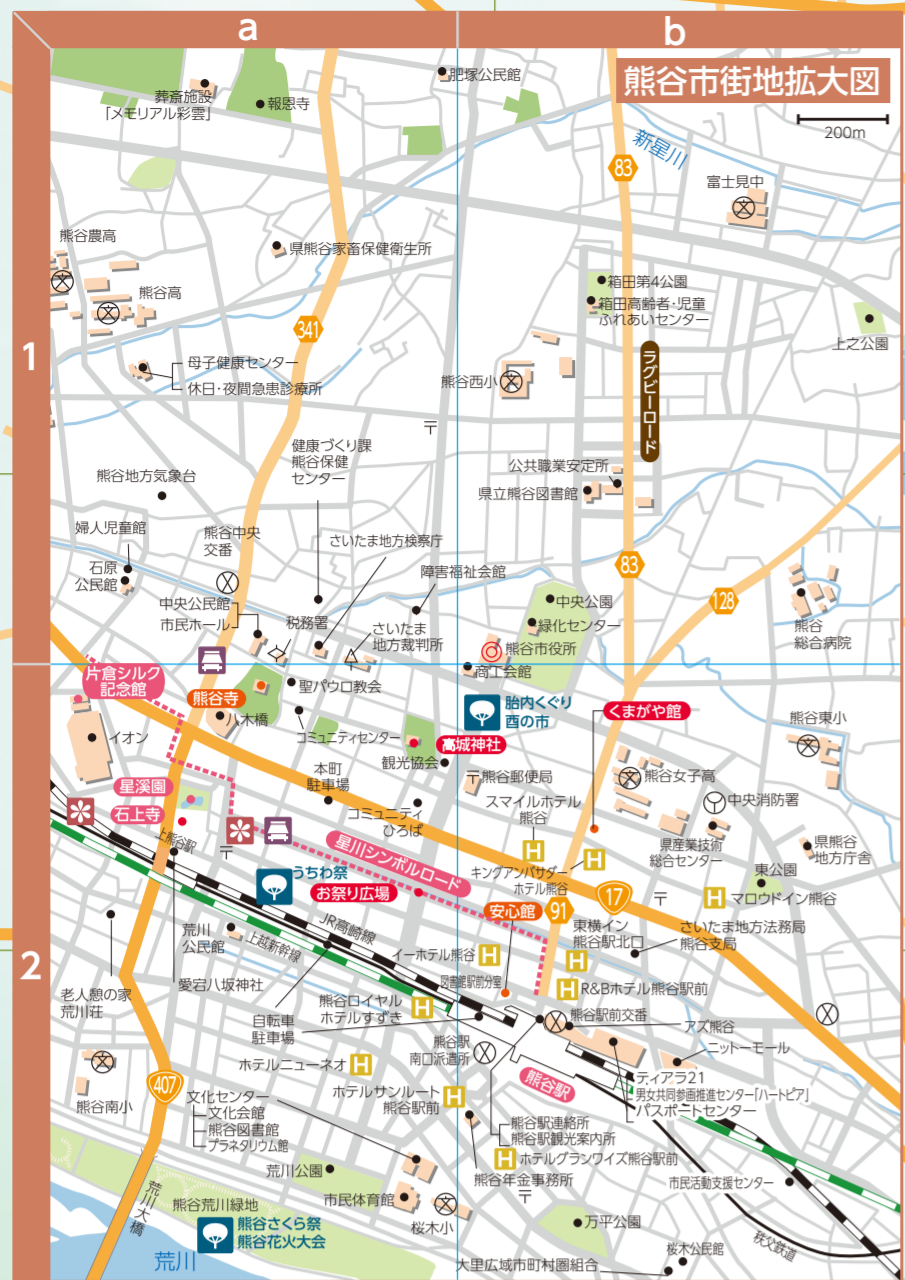 a
b
熊谷市街地拡大図
200m
1
2
葬斎施設
「メモリアル彩雲」
報恩寺
肥塚公民館
新星川
83
富士見中
熊谷農高
熊谷高
県熊谷家畜保健衛生所
341
箱田第4公園
箱田高齢者・児童
ふれあいセンター
上之公園
母子健康センター
休日・夜間急患診療所
熊谷西小
ラグビーロード
健康づくり課
熊谷保健
センター
公共職業安定所
県立熊谷図書館
熊谷地方気象台
婦人児童館
石原
公民館
熊谷中央
交番
さいたま地方検察庁
障害福祉会館
83
128
中央公民館
市民ホール
税務署
さいたま
地方裁判所
中央公園
緑化センター
熊谷市役所
商工会館
熊谷
総合病院
片倉シルク
記念館
熊谷寺
聖パウロ教会
八木橋
イオン
コミュニティセンター
胎内くぐり
酉の市
高城神社
観光協会
くまがや館
熊谷東小
本町
駐車場
熊谷郵便局
熊谷女子高
中央消防署
星溪園
石上寺
コミュニティ
ひろば
スマイルホテル
熊谷
県産業技術
総合センター
県熊谷
地方庁舎
上熊谷駅
星川シンボルロード
キングアンバサダー
ホテル熊谷
東公園
うちわ祭
お祭り広場
17
マロウドイン熊谷
安心館
91
JR高崎線
上越新幹線
荒川
公民館
イーホテル熊谷
東横イン
熊谷駅北口
さいたま地方法務局
熊谷支局
図書館駅前分室
R&Bホテル熊谷駅前
老人憩の家
荒川荘
愛宕八坂神社
熊谷ロイヤル
ホテルすずき
自転車
駐車場
熊谷駅前交番
アズ熊谷
熊谷駅
南口派遣所
ニットーモール
ホテルニューネオ
熊谷駅
ティアラ21
男女共同参画推進センター「ハートピア」
パスポートセンター
熊谷南小
407
文化センター
文化会館
熊谷図書館
プラネタリウム館
ホテルサンルート
熊谷駅前
熊谷駅連絡所
熊谷駅観光案内所
ホテルグランワイズ熊谷駅前
荒川公園
熊谷年金事務所
市民活動支援センター
荒川大橋
熊谷荒川緑地
市民体育館
桜木小
万平公園
熊谷さくら祭
熊谷花火大会
荒川
秩父鉄道
桜木公民館
大里広域市町村圏組合